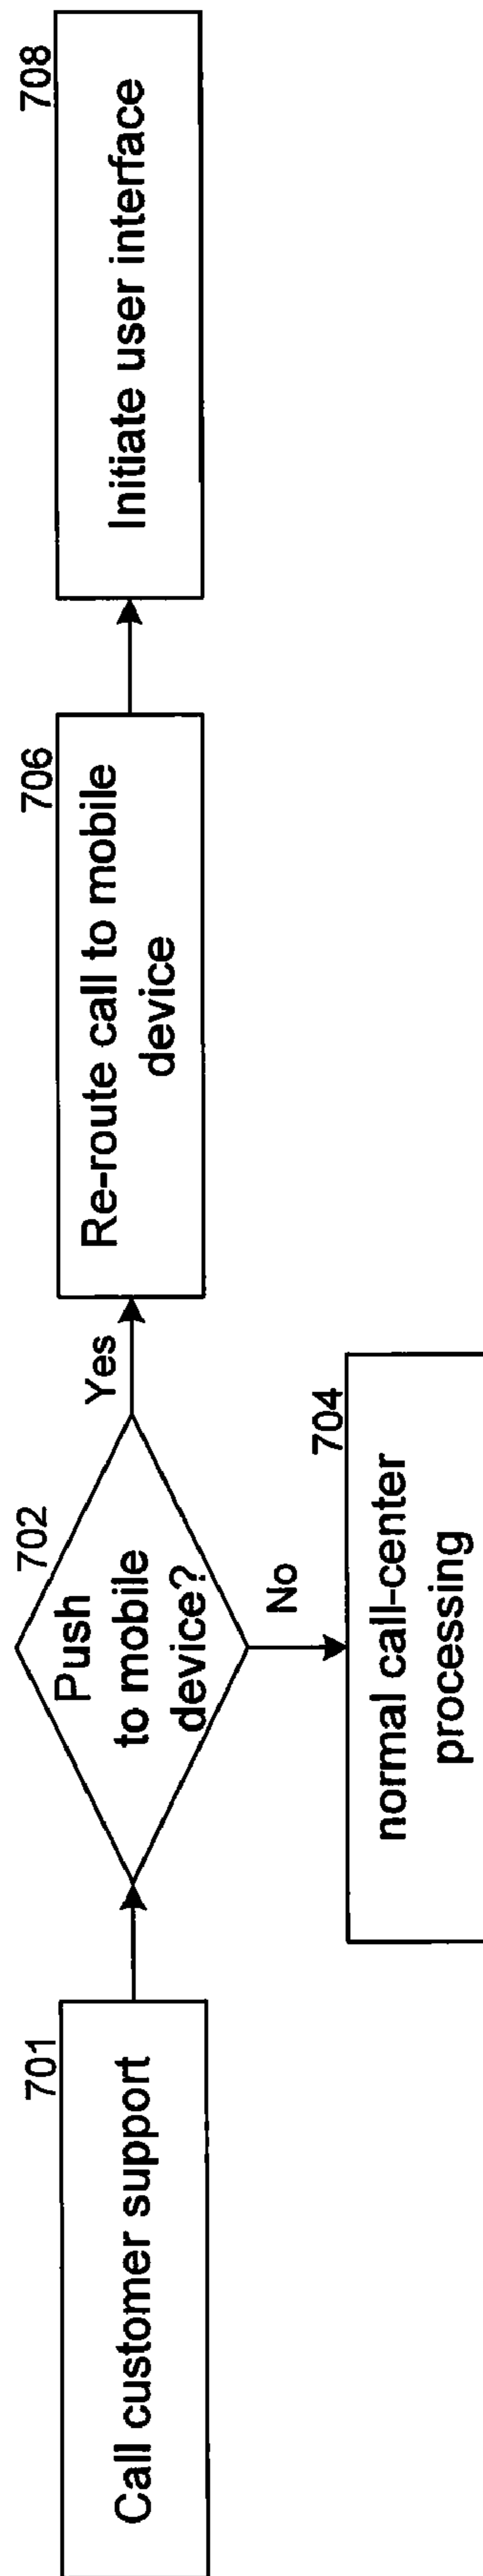 701
Call customer support
702
Push
to mobile
device?
Yes
No
704
normal call-center
processing
706
Re-route call to mobile
device
708
Initiate user interface